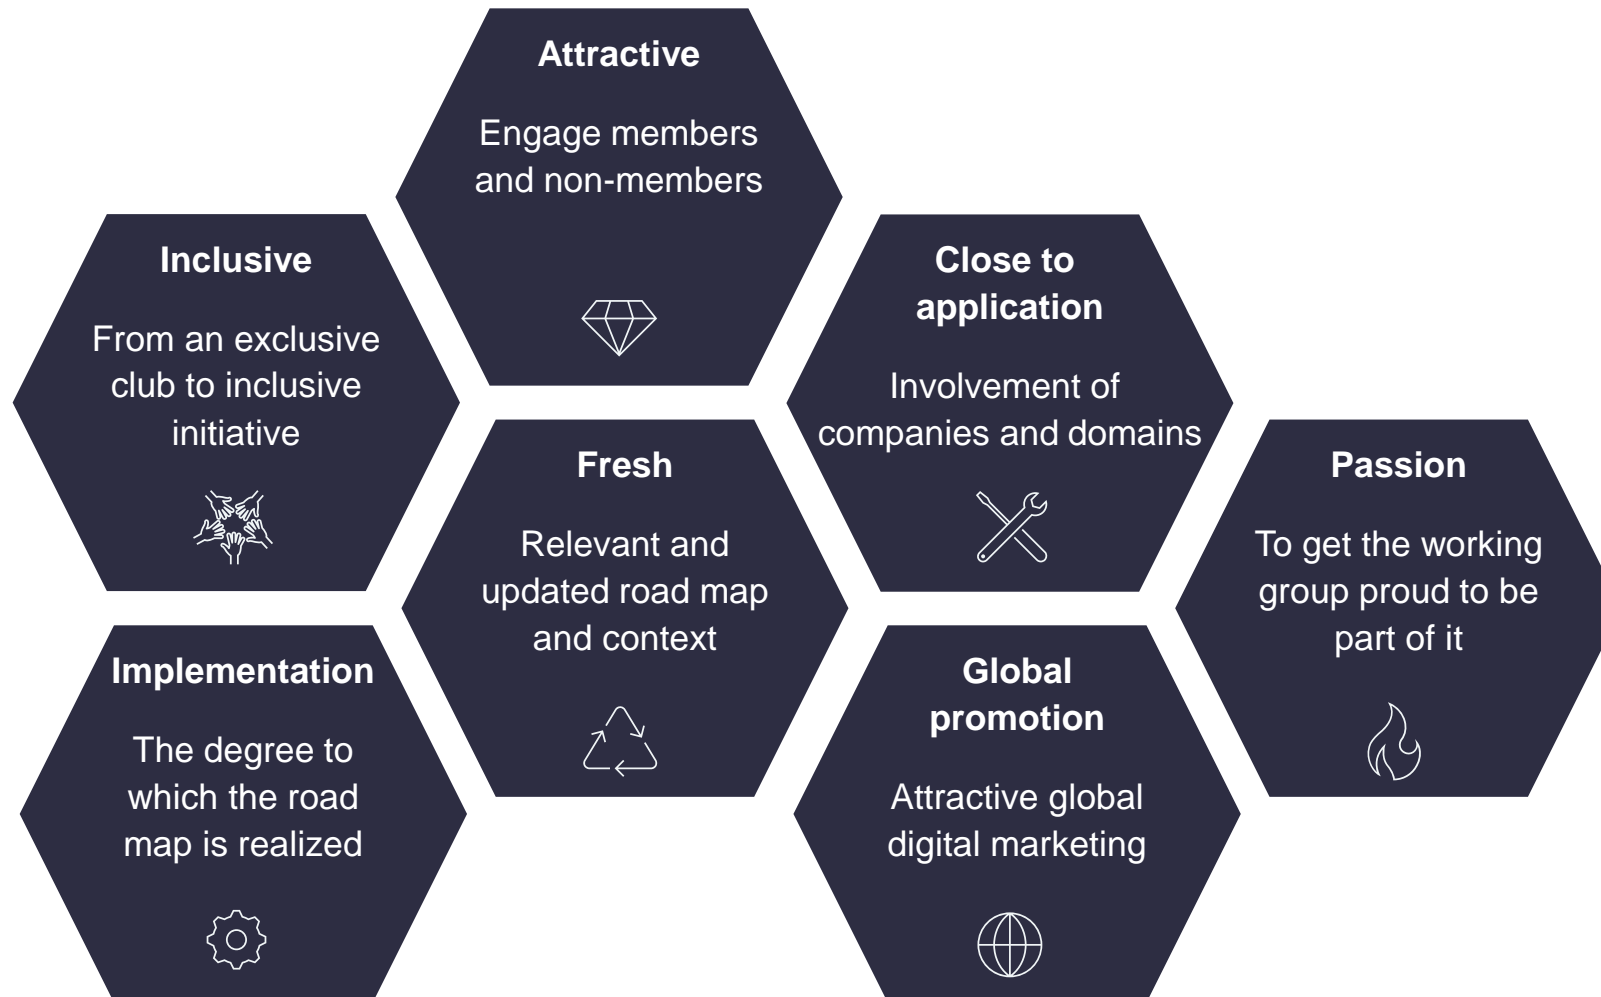 Attractive
Engage members
and non-members
Inclusive
From an exclusive
club to inclusive
initiative
Close to
application
Involvement of
companies and domains
Fresh
Relevant and
updated road map
and context
Passion
To get the working
group proud to be
part of it
Implementation
The degree to
which the road
map is realized
Global
promotion
Attractive global
digital marketing